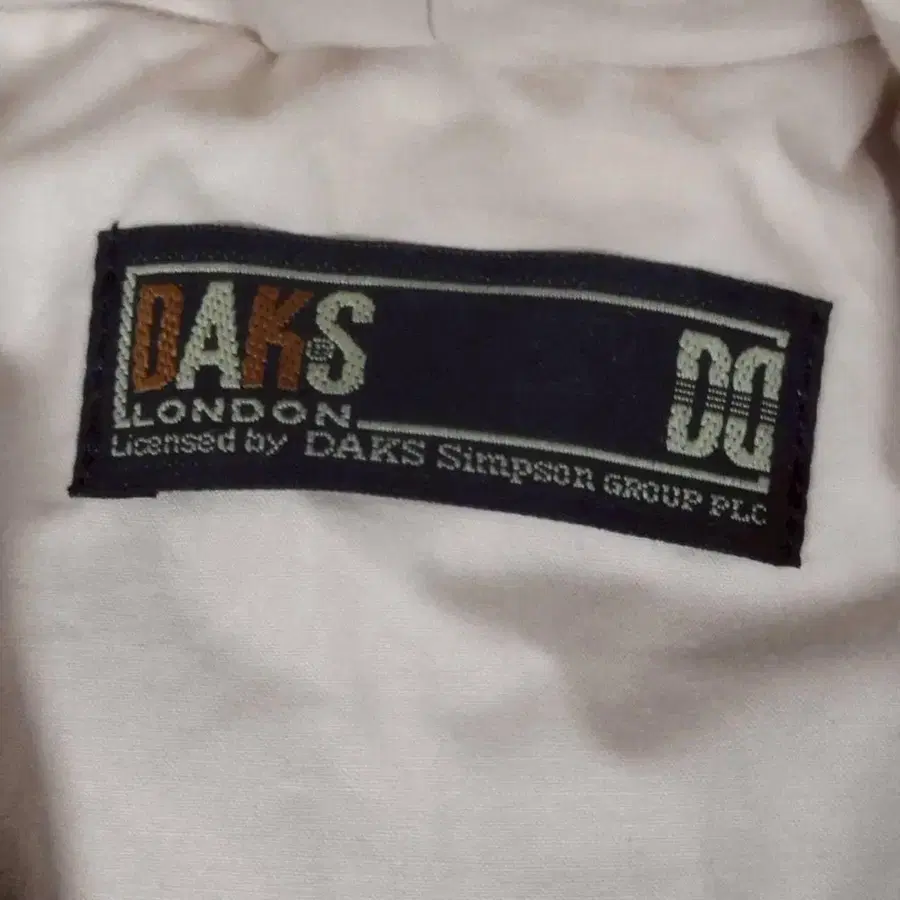 DAKS
LONDON
DD
Licensed by DAKS Simpson GROUP PLC